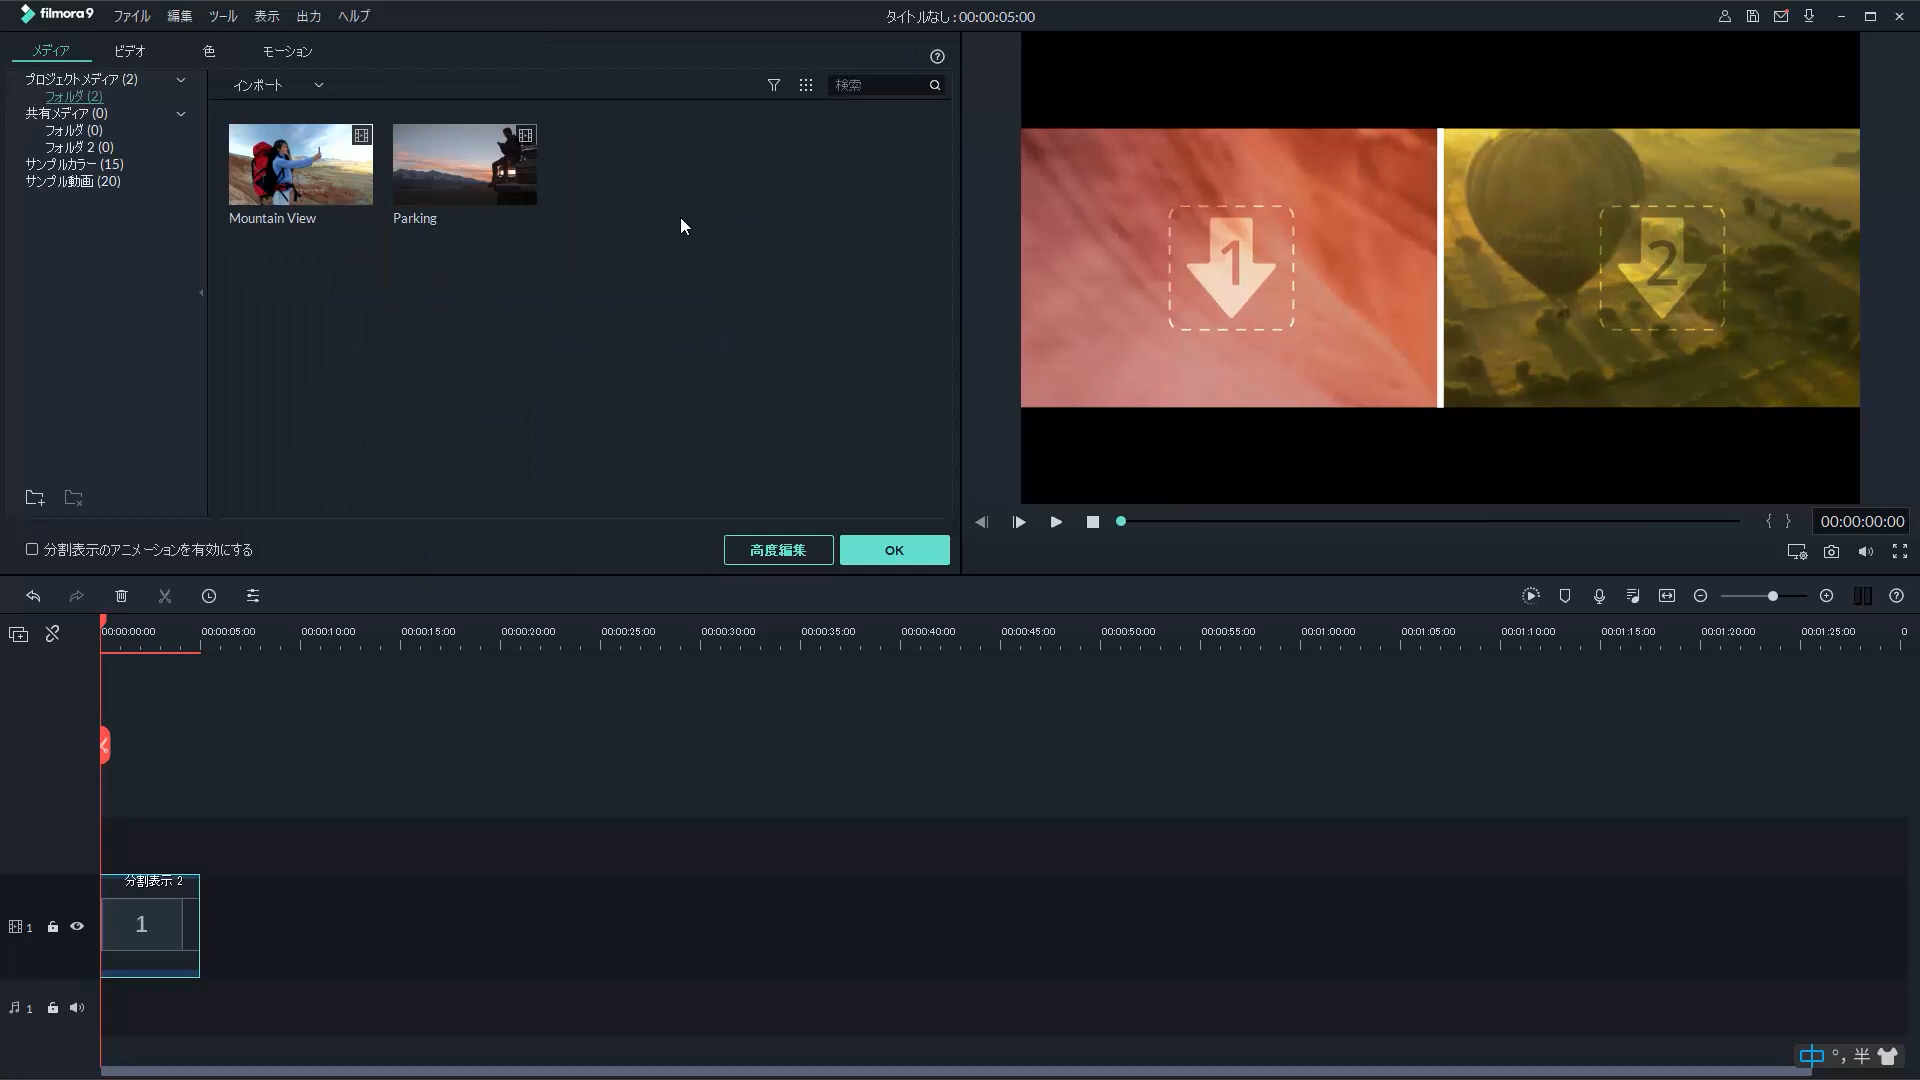 filmora9 ファイル 編集 ツール 表示 出力 ヘルプ タイトルなし : 00:00:05:00
メディア ビデオ 色 モーション
プロジェクトメディア (2)
フォルダ (2)
共有メディア (0)
フォルダ (0)
フォルダ 2 (0)
サンプルカラー (15)
サンプル動画 (20)
インポート 検索
Mountain View Parking
1 2
00:00:00:00
分割表示のアニメーションを有効にする 高度編集 OK
00:00:00:00 00:00:05:00 00:00:10:00 00:00:15:00 00:00:20:00 00:00:25:00 00:00:30:00 00:00:35:00 00:00:40:00 00:00:45:00 00:00:50:00 00:00:55:00 00:01:00:00 00:01:05:00 00:01:10:00 00:01:15:00 00:01:20:00 00:01:25:00 0
分割表示 2
1
1
1
中 °, 半